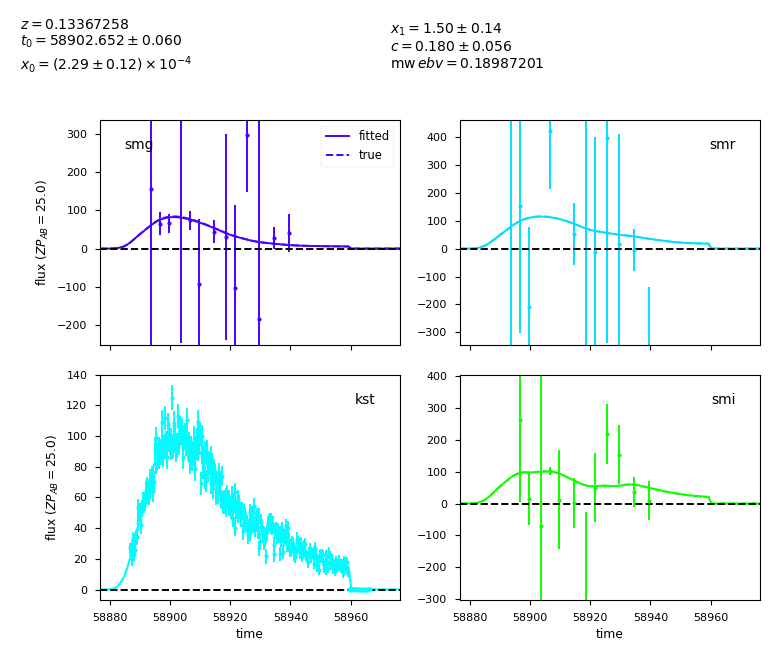 z = 0.13367258
t₀ = 58902.652 ± 0.060
x₀ = (2.29 ± 0.12) × 10⁻⁴
x₁ = 1.50 ± 0.14
c = 0.180 ± 0.056
mw ebv = 0.18987201
smg
fitted
true
300
200
100
0
−100
−200
flux (ZP_AB = 25.0)
smr
400
300
200
100
0
−100
−200
−300
kst
140
120
100
80
60
40
20
0
flux (ZP_AB = 25.0)
58880 58900 58920 58940 58960
time
smi
400
300
200
100
0
−100
−200
−300
58880 58900 58920 58940 58960
time